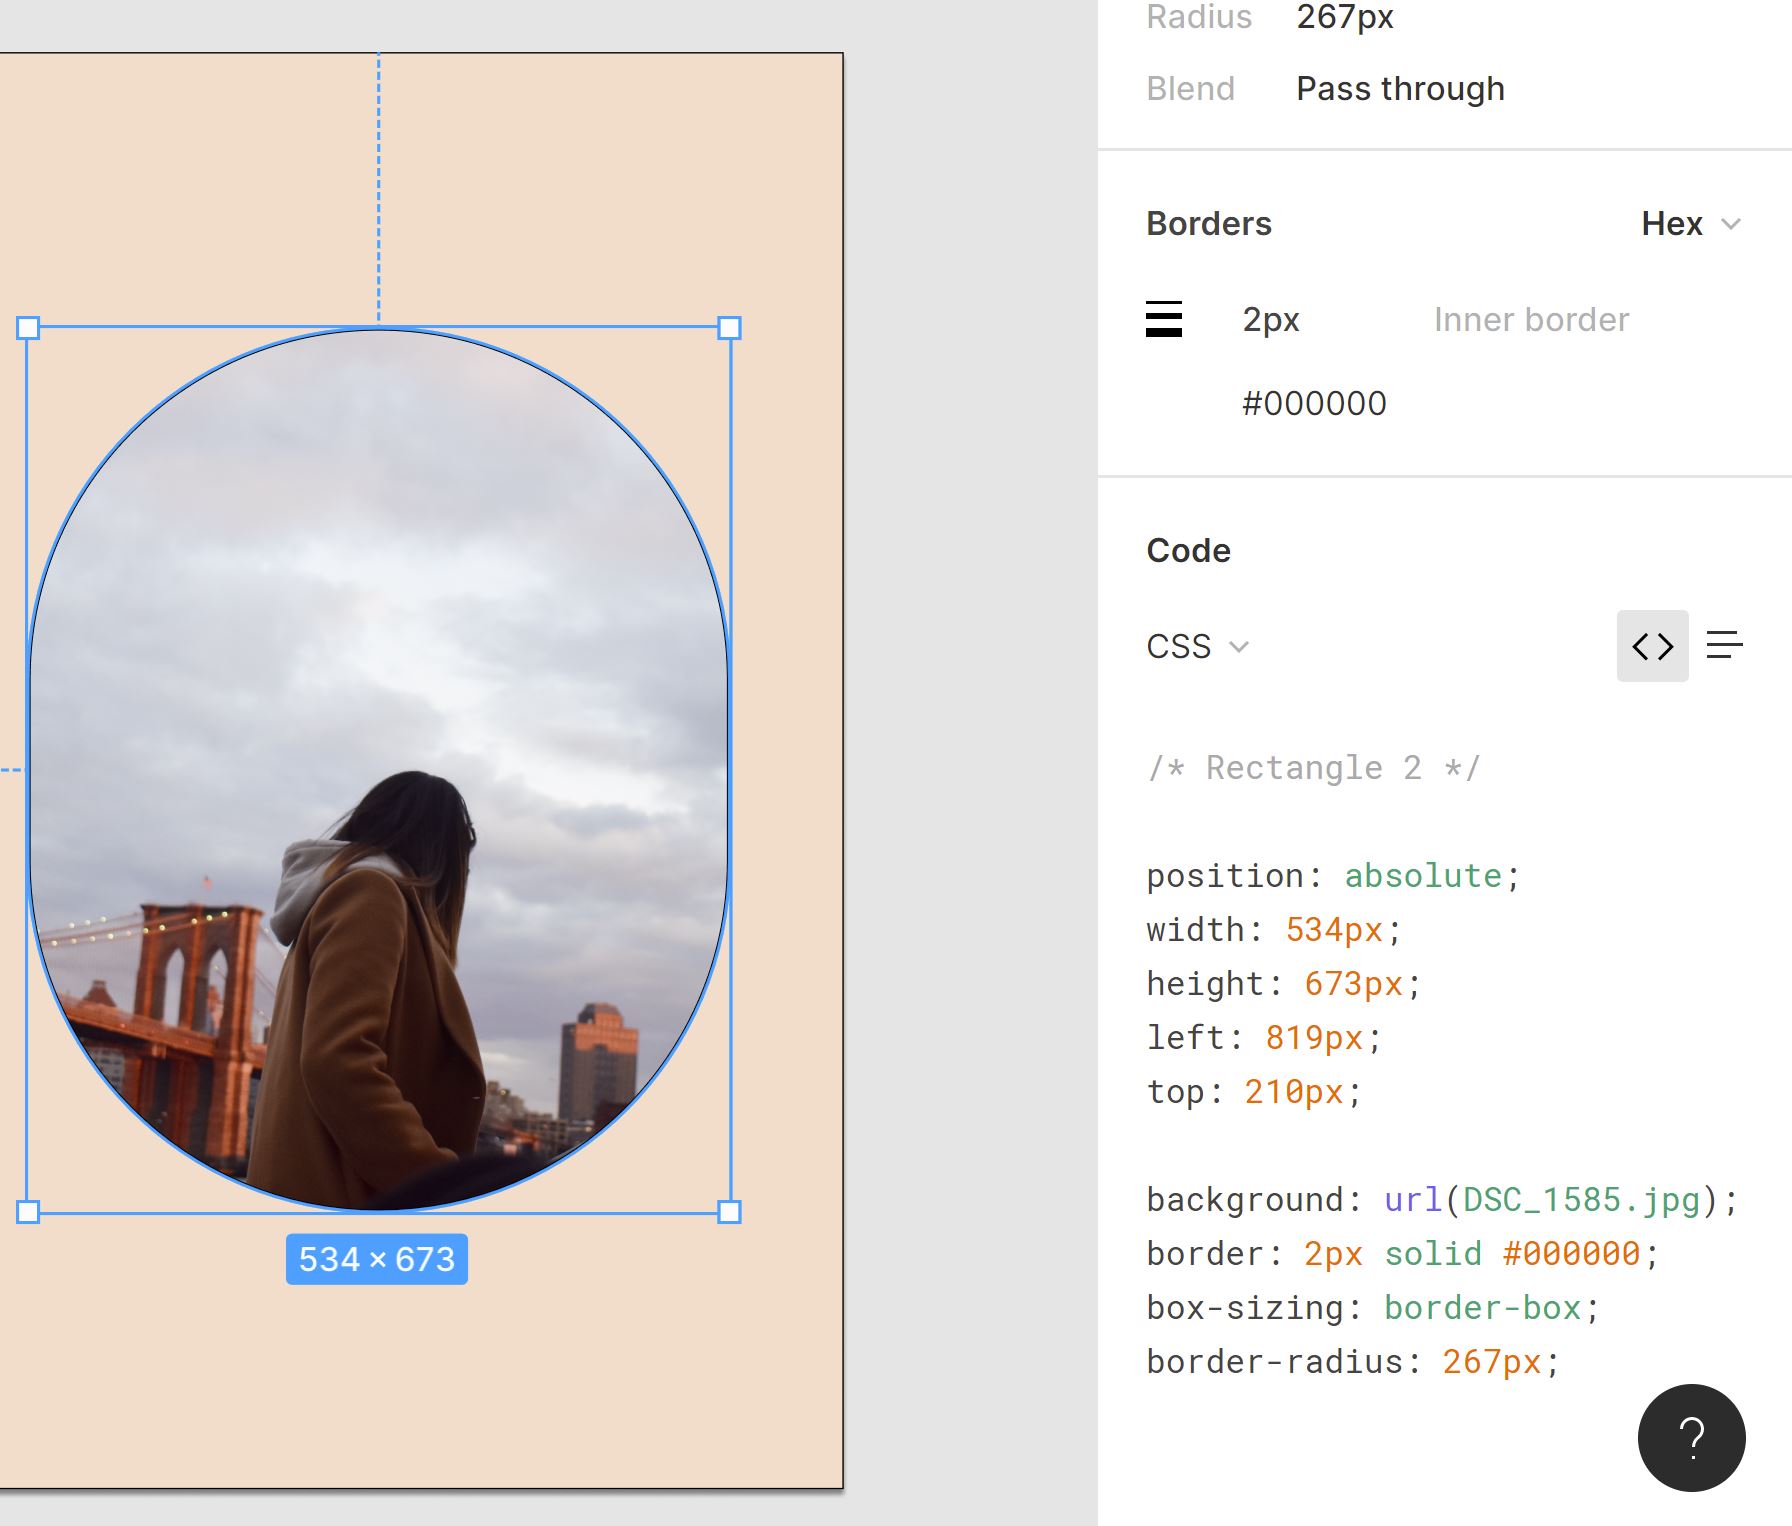 Radius 267px
Blend Pass through
Borders Hex
2px Inner border
#000000
Code
CSS
/* Rectangle 2 */
position: absolute;
width: 534px;
height: 673px;
left: 819px;
top: 210px;
background: url(DSC_1585.jpg);
border: 2px solid #000000;
box-sizing: border-box;
border-radius: 267px;
534 × 673
?